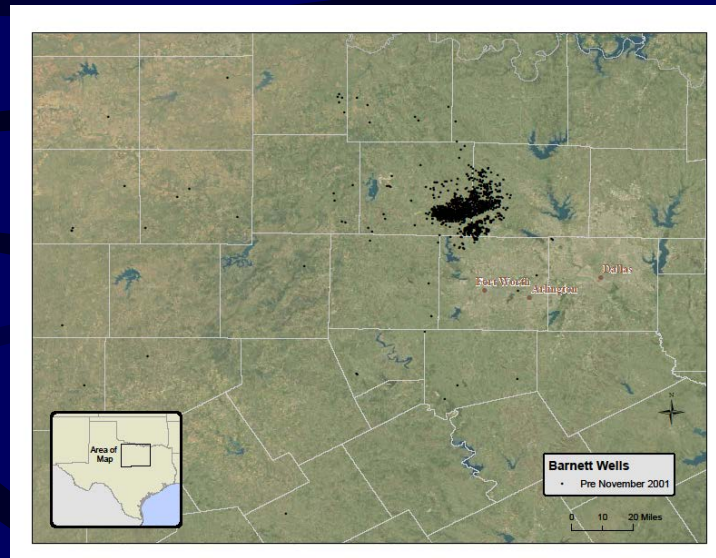 Dallas
Fort Worth
Arlington
N
Area of
Map
Barnett Wells
Pre November 2001
0 10 20 Miles